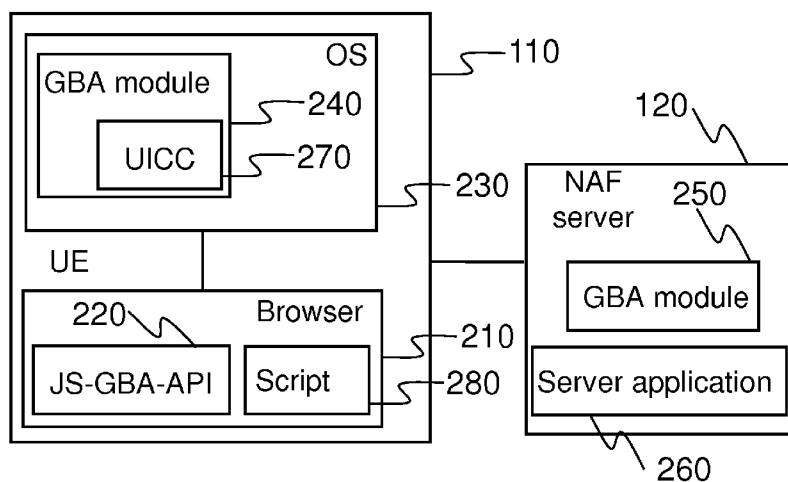 OS
110
GBA module
240
120
UICC
270
NAF
server
230
250
UE
GBA module
220
Browser
210
JS-GBA-API
Script
280
Server application
260